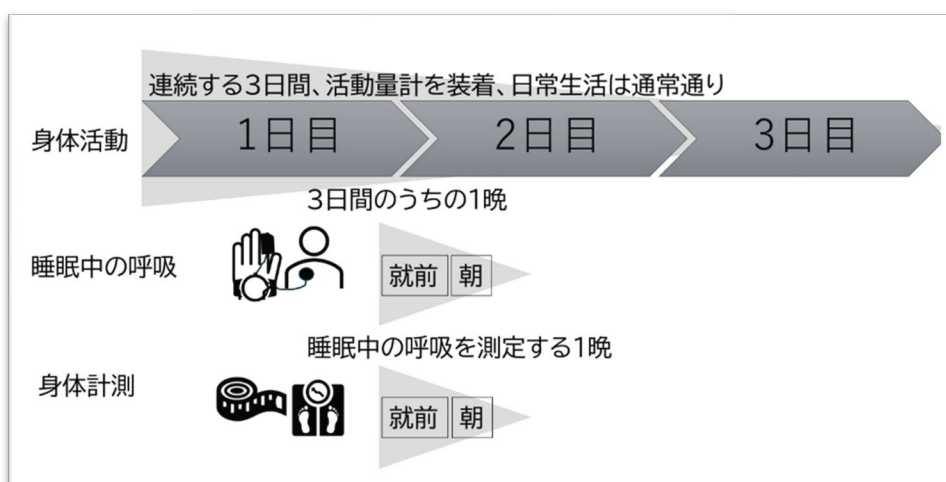 連続する3日間、活動量計を装着、日常生活は通常通り
身体活動
1日目
2日目
3日目
3日間のうちの1晩
睡眠中の呼吸
就前
朝
睡眠中の呼吸を測定する1晩
身体計測
就前
朝